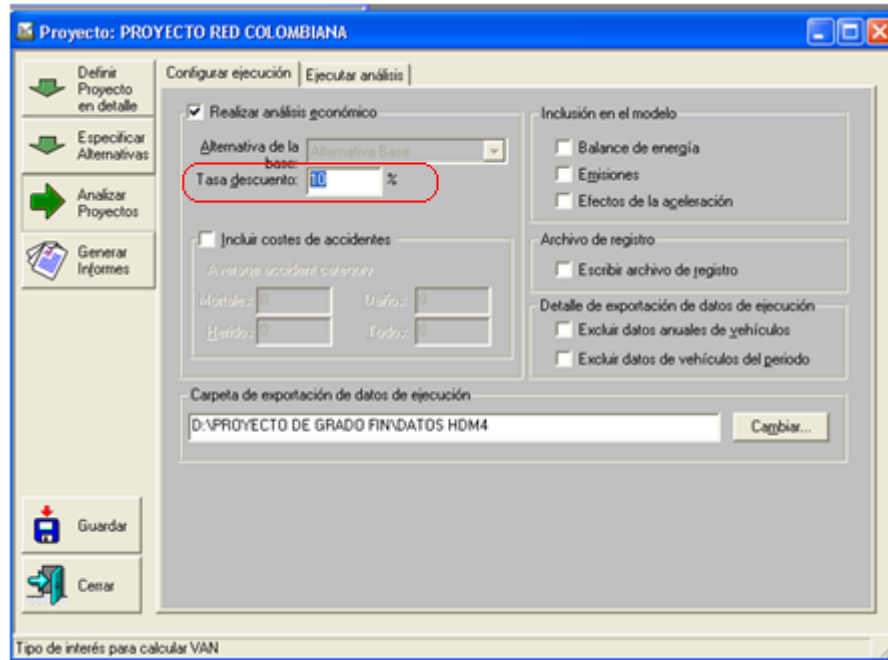 Proyecto: PROYECTO RED COLOMBIANA
Definir
Proyecto
en detalle
Especificar
Alternativas
Analizar
Proyectos
Generar
Informes
Guardar
Cerrar
Configurar ejecución
Ejecutar análisis
Realizar análisis económico
Alternativa de la
base:
Alternativa Base
Tasa descuento: 10 %
Incluir costes de accidentes
Average accident category
Mortales: 0
Daños: 0
Heridos: 0
Todos: 0
Inclusión en el modelo
Balance de energía
Emisiones
Efectos de la aceleración
Archivo de registro
Escribir archivo de registro
Detalle de exportación de datos de ejecución
Excluir datos anuales de vehículos
Excluir datos de vehículos del periodo
Carpeta de exportación de datos de ejecución
D:\PROYECTO DE GRADO FIN\DATOS HDM4
Cambiar...
Tipo de interés para calcular VAN